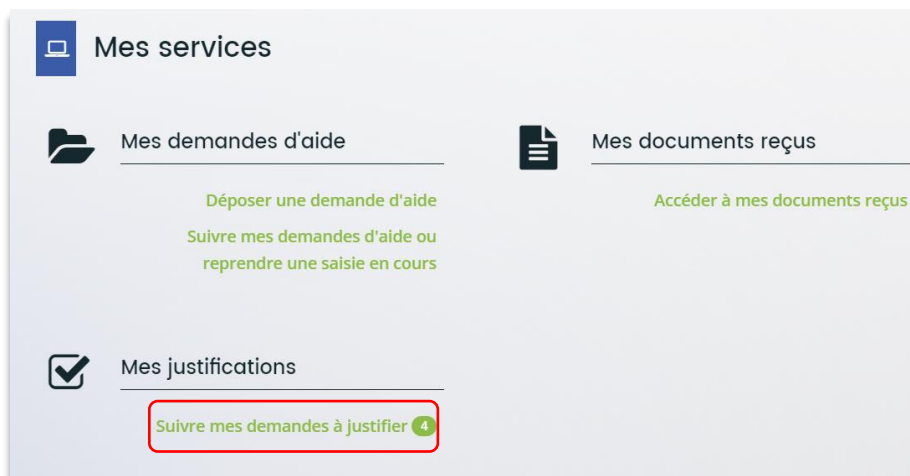 Mes services
Mes demandes d'aide
Déposer une demande d'aide
Suivre mes demandes d'aide ou
reprendre une saisie en cours
Mes documents reçus
Accéder à mes documents reçus
Mes justifications
Suivre mes demandes à justifier 4